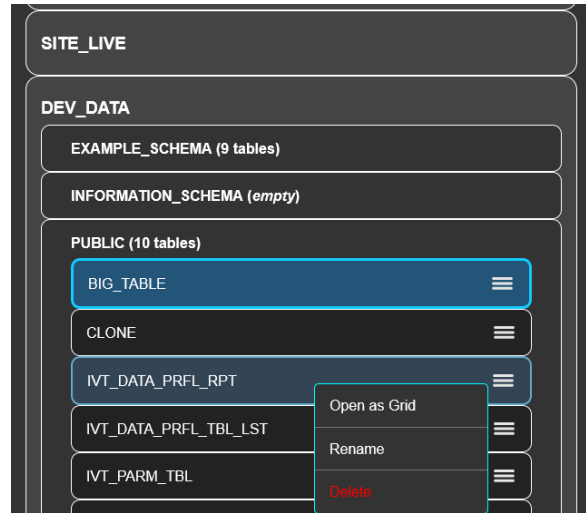 SITE_LIVE
DEV_DATA
EXAMPLE_SCHEMA (9 tables)
INFORMATION_SCHEMA (empty)
PUBLIC (10 tables)
BIG_TABLE
CLONE
IVT_DATA_PRFL_RPT
Open as Grid
IVT_DATA_PRFL_TBL_LST
Rename
IVT_PARM_TBL
Delete